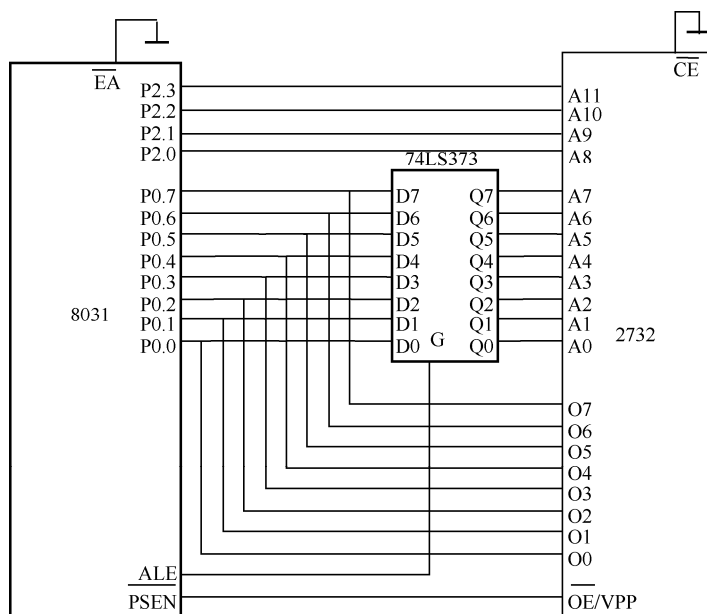 EA
CE
P2.3
P2.2
P2.1
P2.0
A11
A10
A9
A8
74LS373
P0.7
P0.6
P0.5
P0.4
P0.3
P0.2
P0.1
P0.0
8031
D7
D6
D5
D4
D3
D2
D1
D0
G
Q7
Q6
Q5
Q4
Q3
Q2
Q1
Q0
A7
A6
A5
A4
A3
A2
A1
A0
2732
O7
O6
O5
O4
O3
O2
O1
O0
ALE
PSEN
OE/VPP